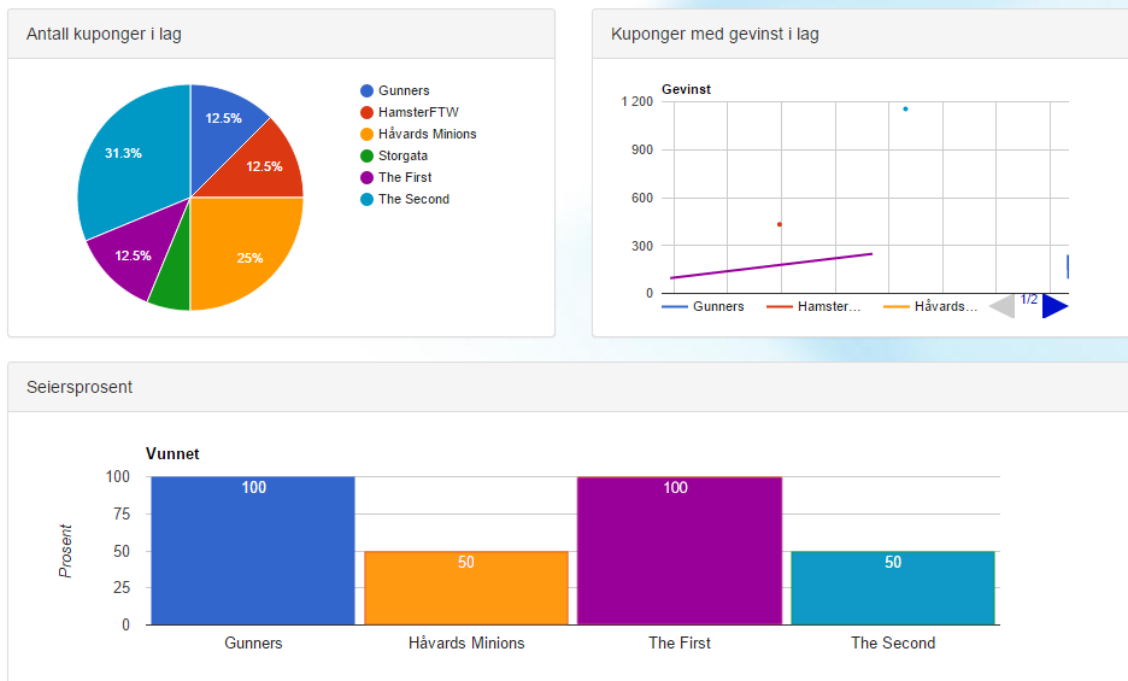 Antall kuponger i lag
12.5%
12.5%
25%
12.5%
31.3%
Gunners
HamsterFTW
Håvards Minions
Storgata
The First
The Second
Kuponger med gevinst i lag
Gevinst
1 200
900
600
300
0
Gunners Hamster… Håvards… 1/2
Seiersprosent
Vunnet
Prosent
100
75
50
25
0
100 50 100 50
Gunners Håvards Minions The First The Second